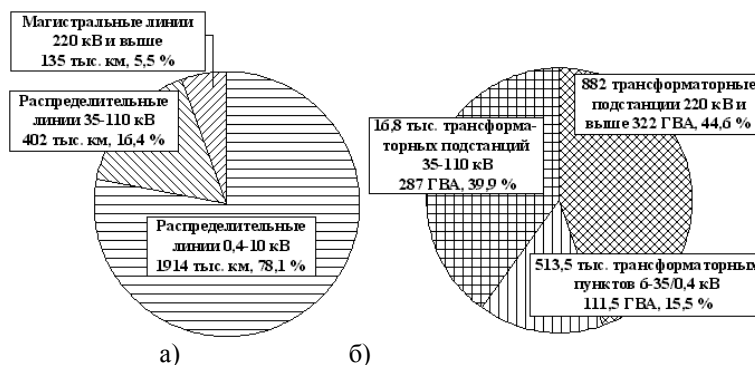 Магистральные линии
220 кВ и выше
135 тыс. км, 5,5 %
Распределительные
линии 35-110 кВ
402 тыс. км, 16,4 %
Распределительные
линии 0,4-10 кВ
1914 тыс. км, 78,1 %
а)
882 трансформаторные
подстанции 220 кВ и
выше 322 ГВА, 44,6 %
16,8 тыс. трансформа-
торных подстанций
35-110 кВ
287 ГВА, 39,9 %
513,5 тыс. трансформаторных
пунктов 6-35/0,4 кВ
111,5 ГВА, 15,5 %
б)